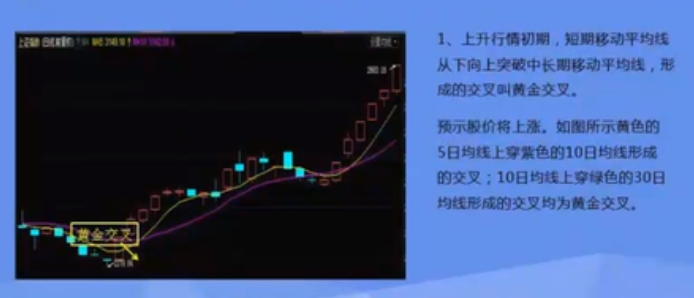 1、上升行情初期，短期移动平均线
从下向上突破中长期移动平均线，形
成的交叉叫黄金交叉。
预示股价将上涨。如图所示黄色的
5日均线上穿紫色的10日均线形成
的交叉；10日均线上穿绿色的30日
均线形成的交叉均为黄金交叉。
黄金交叉